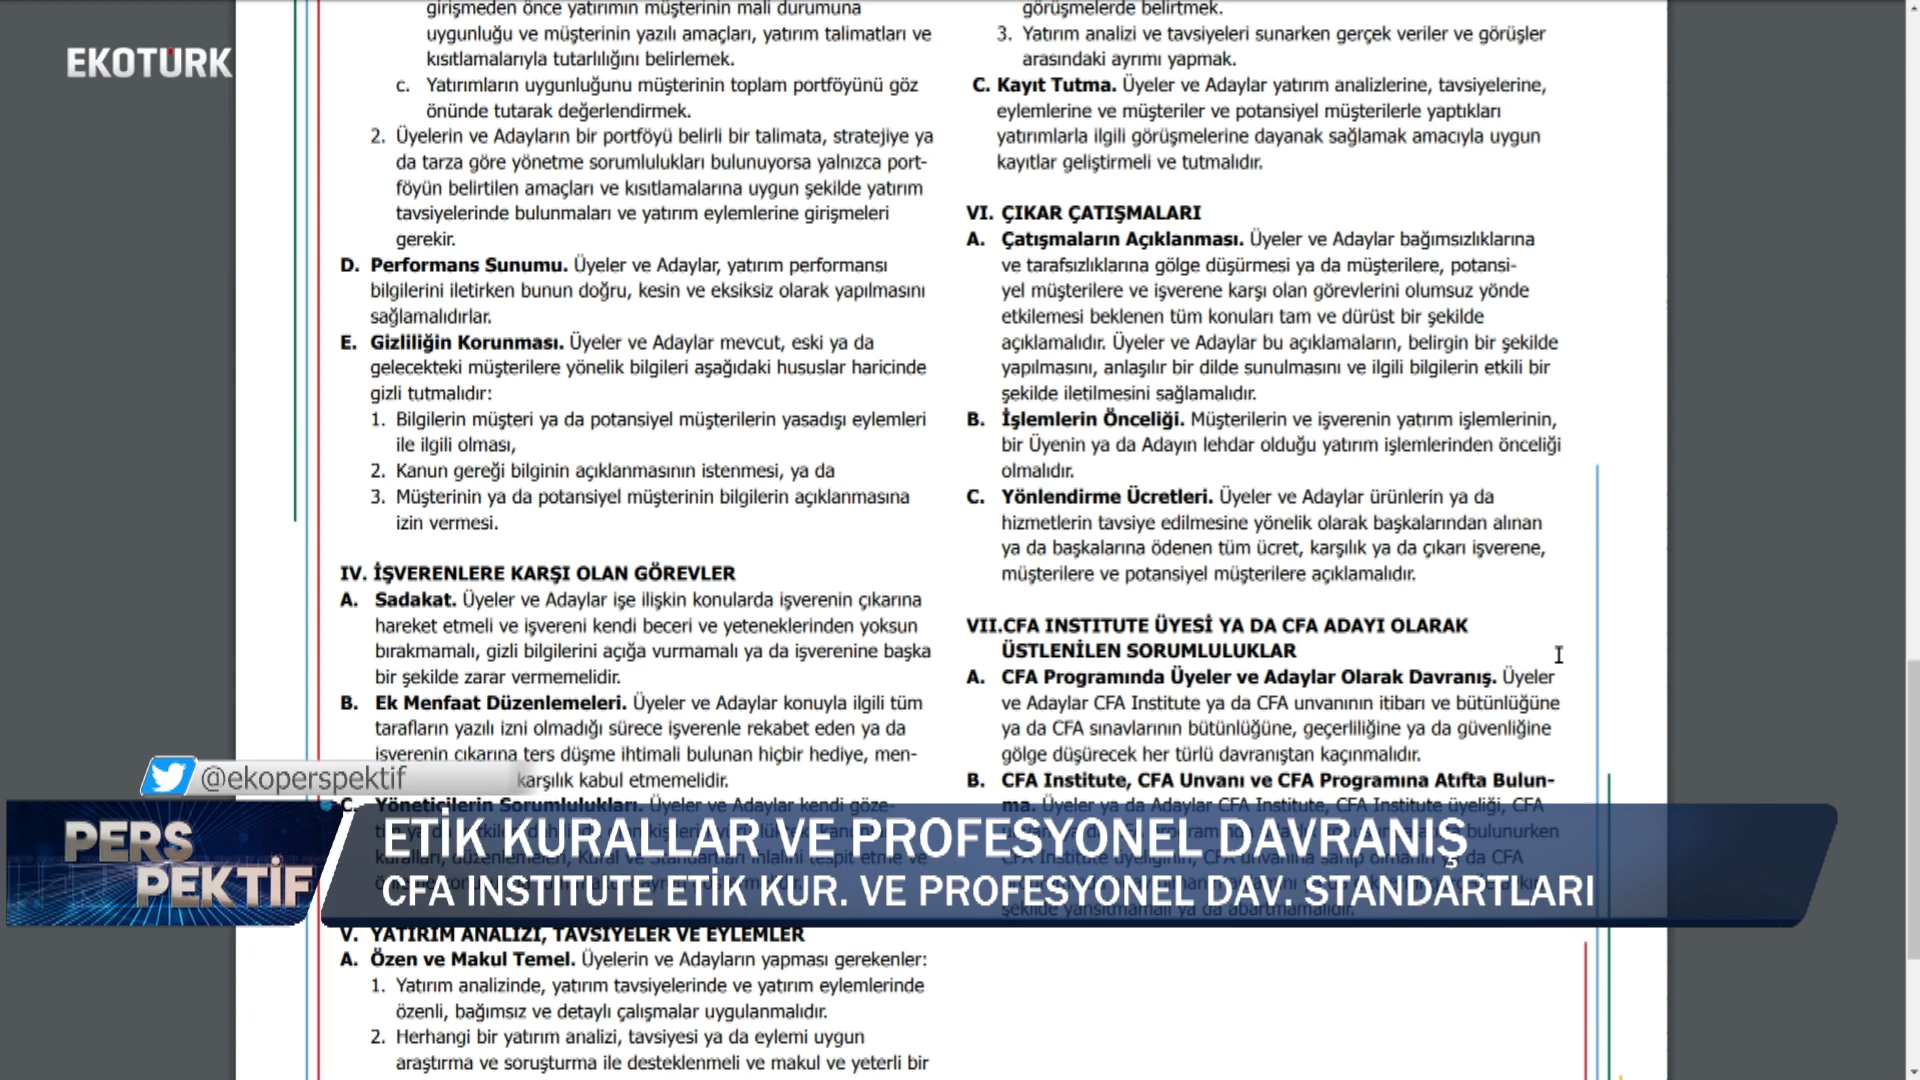 EKOTÜRK
girişmeden önce yatırımın müşterinin mali durumuna
uygunluğu ve müşterinin yazılı amaçları, yatırım talimatları ve
kısıtlamalarıyla tutarlılığını belirlemek.
c. Yatırımların uygunluğunu müşterinin toplam portföyünü göz
önünde tutarak değerlendirmek.
2. Üyelerin ve Adayların bir portföyü belirli bir talimata, stratejiye ya
da tarza göre yönetme sorumlulukları bulunuyorsa yalnızca port-
föyün belirtilen amaçları ve kısıtlamalarına uygun şekilde yatırım
tavsiyelerinde bulunmaları ve yatırım eylemlerine girişmeleri
gerekir.
D. Performans Sunumu. Üyeler ve Adaylar, yatırım performansı
bilgilerini iletirken bunun doğru, kesin ve eksiksiz olarak yapılmasını
sağlamalıdırlar.
E. Gizliliğin Korunması. Üyeler ve Adaylar mevcut, eski ya da
gelecekteki müşterilere yönelik bilgileri aşağıdaki hususlar haricinde
gizli tutmalıdır:
1. Bilgilerin müşteri ya da potansiyel müşterilerin yasadışı eylemleri
ile ilgili olması,
2. Kanun gereği bilginin açıklanmasının istenmesi, ya da
3. Müşterinin ya da potansiyel müşterinin bilgilerin açıklanmasına
izin vermesi.
IV. İŞVERENLERE KARŞI OLAN GÖREVLER
A. Sadakat. Üyeler ve Adaylar işe ilişkin konularda işverenin çıkarına
hareket etmeli ve işvereni kendi beceri ve yeteneklerinden yoksun
bırakmamalı, gizli bilgilerini açığa vurmamalı ya da işverenine başka
bir şekilde zarar vermemelidir.
B. Ek Menfaat Düzenlemeleri. Üyeler ve Adaylar konuyla ilgili tüm
tarafların yazılı izni olmadığı sürece işverenle rekabet eden ya da
işverenin çıkarına ters düşme ihtimali bulunan hiçbir hediye, men-
karşılık kabul etmemelidir.
C. Yöneticilerin Sorumlulukları. Üyeler ve Adaylar kendi göze-
V. YATIRIM ANALİZİ, TAVSİYELER VE EYLEMLER
A. Özen ve Makul Temel. Üyelerin ve Adayların yapması gerekenler:
1. Yatırım analizinde, yatırım tavsiyelerinde ve yatırım eylemlerinde
özenli, bağımsız ve detaylı çalışmalar uygulanmalıdır.
2. Herhangi bir yatırım analizi, tavsiyesi ya da eylemi uygun
araştırma ve soruşturma ile desteklenmeli ve makul ve yeterli bir
görüşmelerde belirtmek.
3. Yatırım analizi ve tavsiyeleri sunarken gerçek veriler ve görüşler
arasındaki ayrımı yapmak.
C. Kayıt Tutma. Üyeler ve Adaylar yatırım analizlerine, tavsiyelerine,
eylemlerine ve müşteriler ve potansiyel müşterilerle yaptıkları
yatırımlarla ilgili görüşmelerine dayanak sağlamak amacıyla uygun
kayıtlar geliştirmeli ve tutmalıdır.
VI. ÇIKAR ÇATIŞMALARI
A. Çatışmaların Açıklanması. Üyeler ve Adaylar bağımsızlıklarına
ve tarafsızlıklarına gölge düşürmesi ya da müşterilere, potansi-
yel müşterilere ve işverene karşı olan görevlerini olumsuz yönde
etkilemesi beklenen tüm konuları tam ve dürüst bir şekilde
açıklamalıdır. Üyeler ve Adaylar bu açıklamaların, belirgin bir şekilde
yapılmasını, anlaşılır bir dilde sunulmasını ve ilgili bilgilerin etkili bir
şekilde iletilmesini sağlamalıdır.
B. İşlemlerin Önceliği. Müşterilerin ve işverenin yatırım işlemlerinin,
bir Üyenin ya da Adayın lehdar olduğu yatırım işlemlerinden önceliği
olmalıdır.
C. Yönlendirme Ücretleri. Üyeler ve Adaylar ürünlerin ya da
hizmetlerin tavsiye edilmesine yönelik olarak başkalarından alınan
ya da başkalarına ödenen tüm ücret, karşılık ya da çıkarı işverene,
müşterilere ve potansiyel müşterilere açıklamalıdır.
VII.CFA INSTITUTE ÜYESİ YA DA CFA ADAYI OLARAK
ÜSTLENİLEN SORUMLULUKLAR
A. CFA Programında Üyeler ve Adaylar Olarak Davranış. Üyeler
ve Adaylar CFA Institute ya da CFA unvanının itibarı ve bütünlüğüne
ya da CFA sınavlarının bütünlüğüne, geçerliliğine ya da güvenliğine
gölge düşürecek her türlü davranıştan kaçınmalıdır.
B. CFA Institute, CFA Unvanı ve CFA Programına Atıfta Bulun-
ma. Üyeler ya da Adaylar CFA Institute, CFA Institute üyeliği, CFA
şekilde yansıtmamalı ya da abartmamalıdır.
@ekoperspektif
PERS
PEKTİF
ETİK KURALLAR VE PROFESYONEL DAVRANIŞ
CFA INSTITUTE ETİK KUR. VE PROFESYONEL DAV. STANDARTLARI